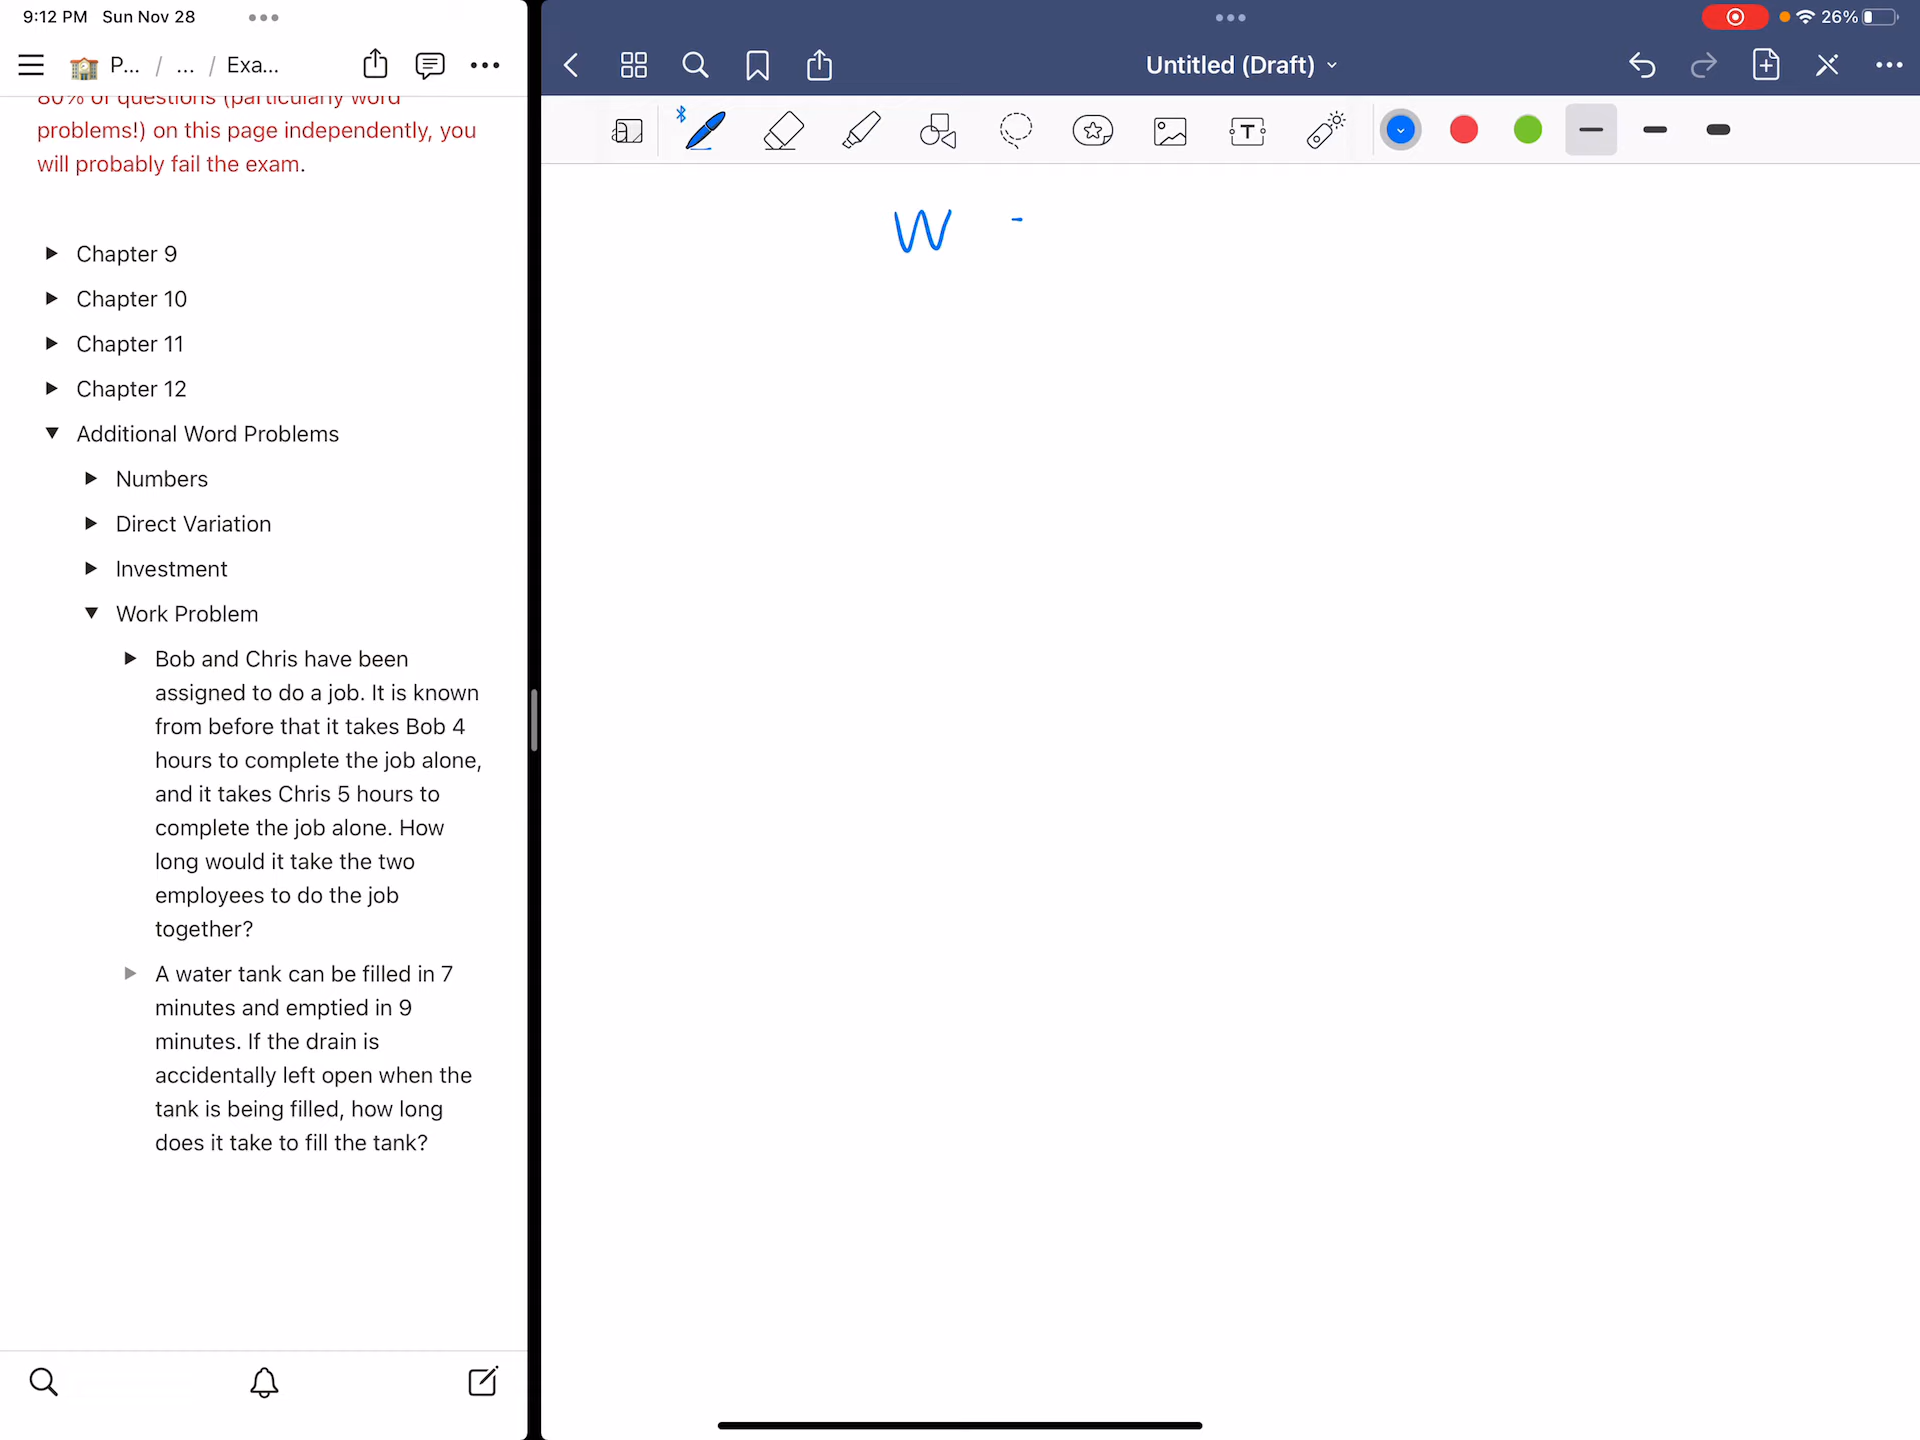 9:12 PM Sun Nov 28
26%
P... / ... / Exa...
Untitled (Draft)
80% of questions (particularly word
problems!) on this page independently, you
will probably fail the exam.
Chapter 9
Chapter 10
Chapter 11
Chapter 12
Additional Word Problems
Numbers
Direct Variation
Investment
Work Problem
Bob and Chris have been
assigned to do a job. It is known
from before that it takes Bob 4
hours to complete the job alone,
and it takes Chris 5 hours to
complete the job alone. How
long would it take the two
employees to do the job
together?
A water tank can be filled in 7
minutes and emptied in 9
minutes. If the drain is
accidentally left open when the
tank is being filled, how long
does it take to fill the tank?
W -